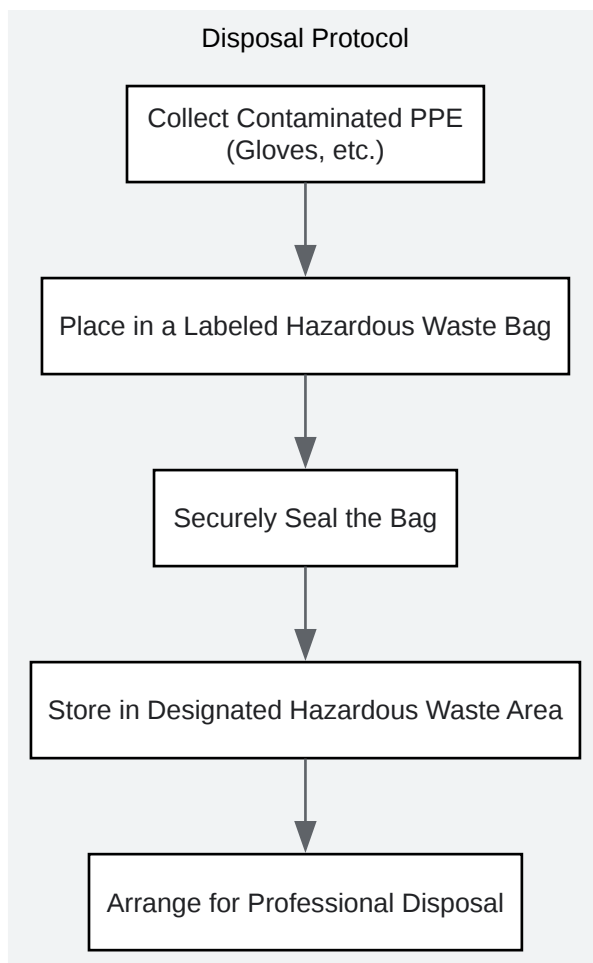 Disposal Protocol
Collect Contaminated PPE
(Gloves, etc.)
Place in a Labeled Hazardous Waste Bag
Securely Seal the Bag
Store in Designated Hazardous Waste Area
Arrange for Professional Disposal